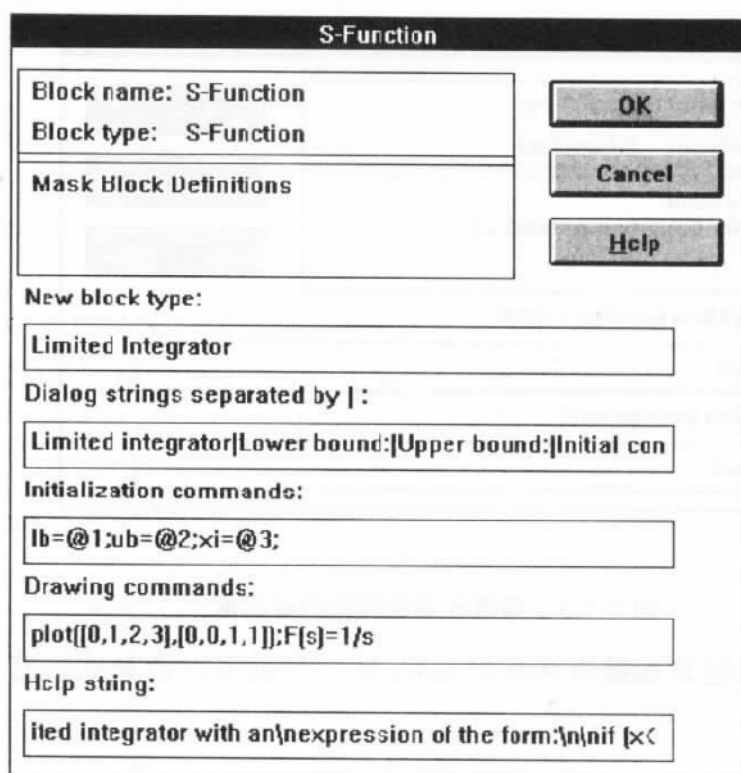 S-Function
Block name: S-Function
Block type: S-Function
OK
Mask Block Definitions
Cancel
Help
New block type:
Limited Integrator
Dialog strings separated by | :
Limited integrator|Lower bound:|Upper bound:|Initial con
Initialization commands:
lb=@1;ub=@2;xi=@3;
Drawing commands:
plot([0,1,2,3],[0,0,1,1]);F(s)=1/s
Help string:
ited integrator with an\nexpression of the form:\n\nif (x<